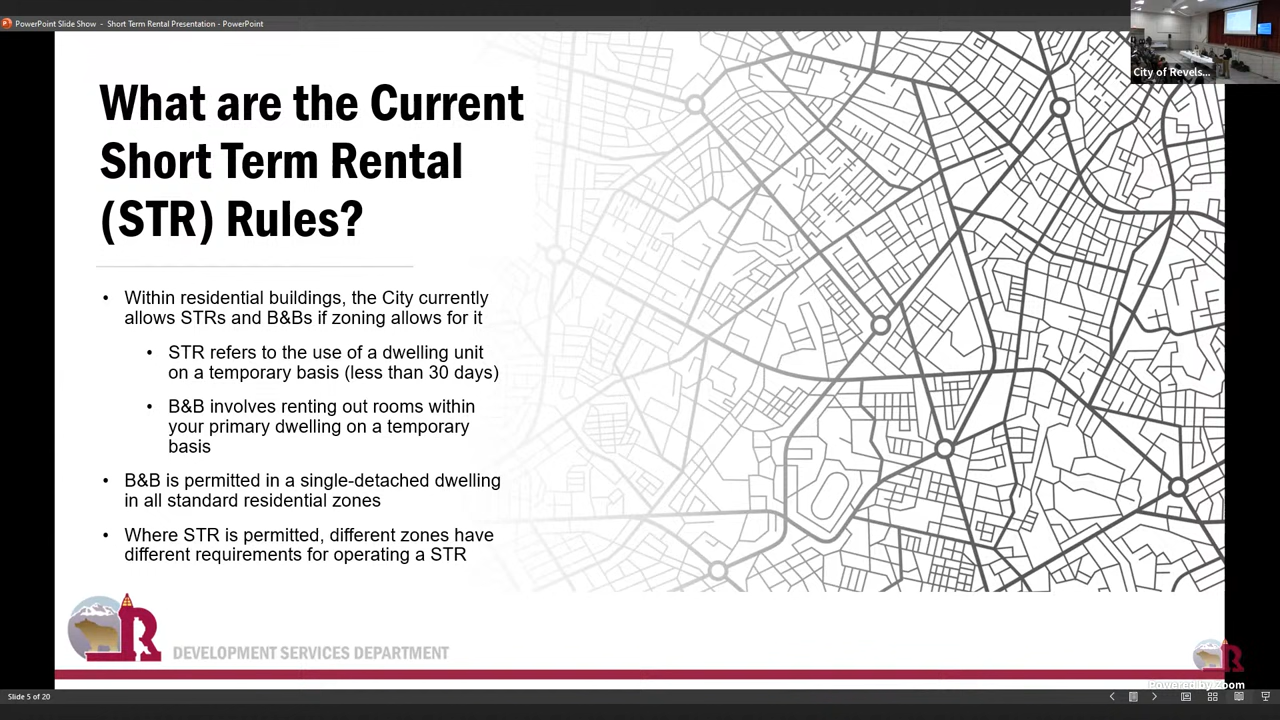 PowerPoint Slide Show - Short Term Rental Presentation - PowerPoint
City of Revels...
What are the Current
Short Term Rental
(STR) Rules?
• Within residential buildings, the City currently
allows STRs and B&Bs if zoning allows for it
• STR refers to the use of a dwelling unit
on a temporary basis (less than 30 days)
• B&B involves renting out rooms within
your primary dwelling on a temporary
basis
• B&B is permitted in a single-detached dwelling
in all standard residential zones
• Where STR is permitted, different zones have
different requirements for operating a STR
R
DEVELOPMENT SERVICES DEPARTMENT
R
Powered by Zoom
Slide 5 of 20